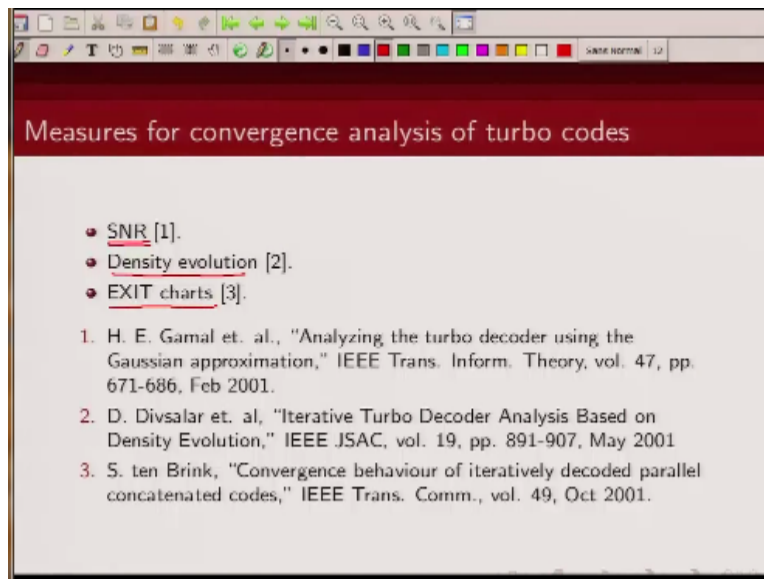 T
Sans Normal 12
Measures for convergence analysis of turbo codes
SNR [1].
Density evolution [2].
EXIT charts [3].
1. H. E. Gamal et. al., “Analyzing the turbo decoder using the
Gaussian approximation,” IEEE Trans. Inform. Theory, vol. 47, pp.
671-686, Feb 2001.
2. D. Divsalar et. al, “Iterative Turbo Decoder Analysis Based on
Density Evolution,” IEEE JSAC, vol. 19, pp. 891-907, May 2001
3. S. ten Brink, “Convergence behaviour of iteratively decoded parallel
concatenated codes,” IEEE Trans. Comm., vol. 49, Oct 2001.